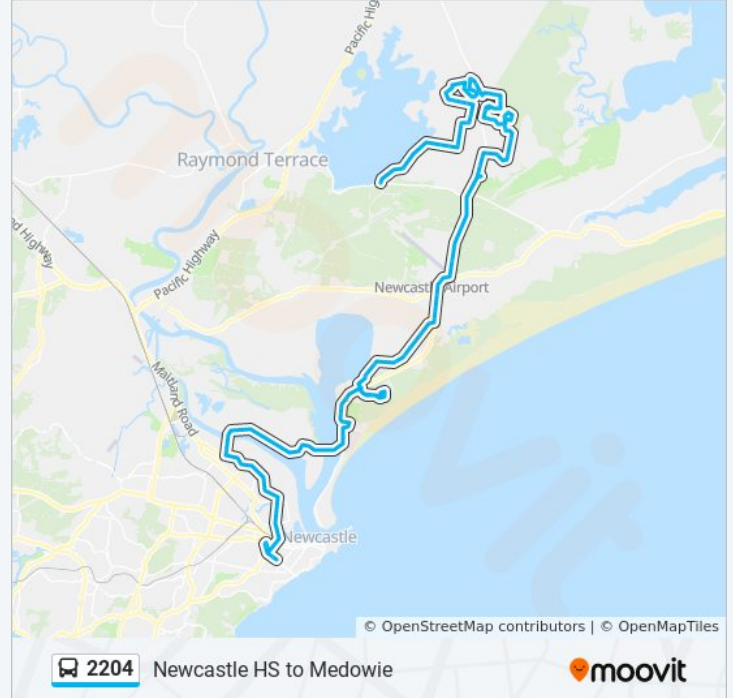 Pacific Hig
Raymond Terrace
d Highway
Pacific Highway
Newcastle Airport
Maitland Road
Newcastle
© OpenStreetMap contributors | © OpenMapTiles
2204 Newcastle HS to Medowie
moovit